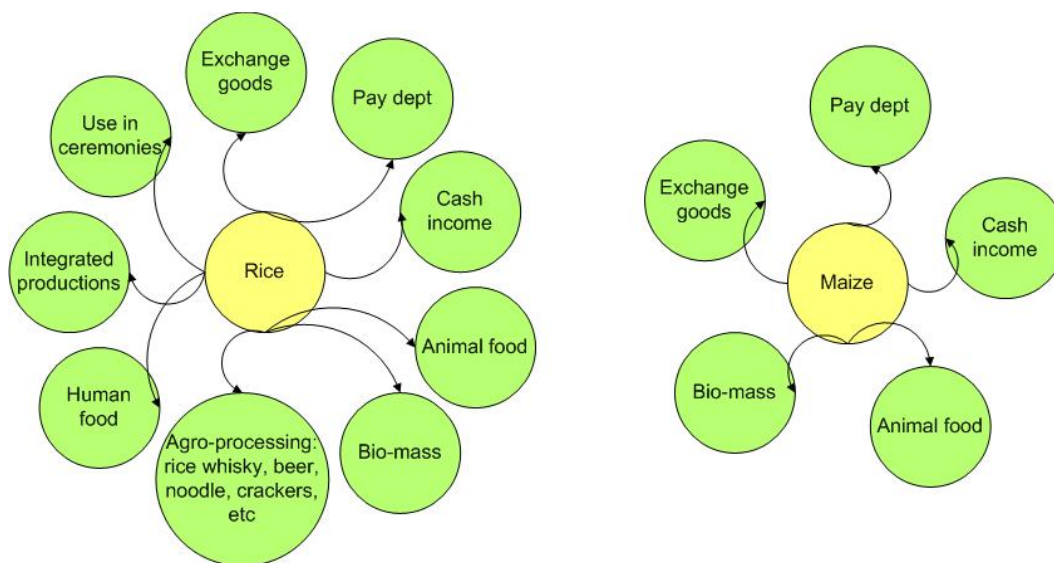 Exchange
goods
Pay dept
Use in
ceremonies
Cash
income
Integrated
productions
Rice
Animal food
Human
food
Agro-processing:
rice whisky, beer,
noodle, crackers,
etc
Bio-mass
Pay dept
Exchange
goods
Cash
income
Maize
Bio-mass
Animal food